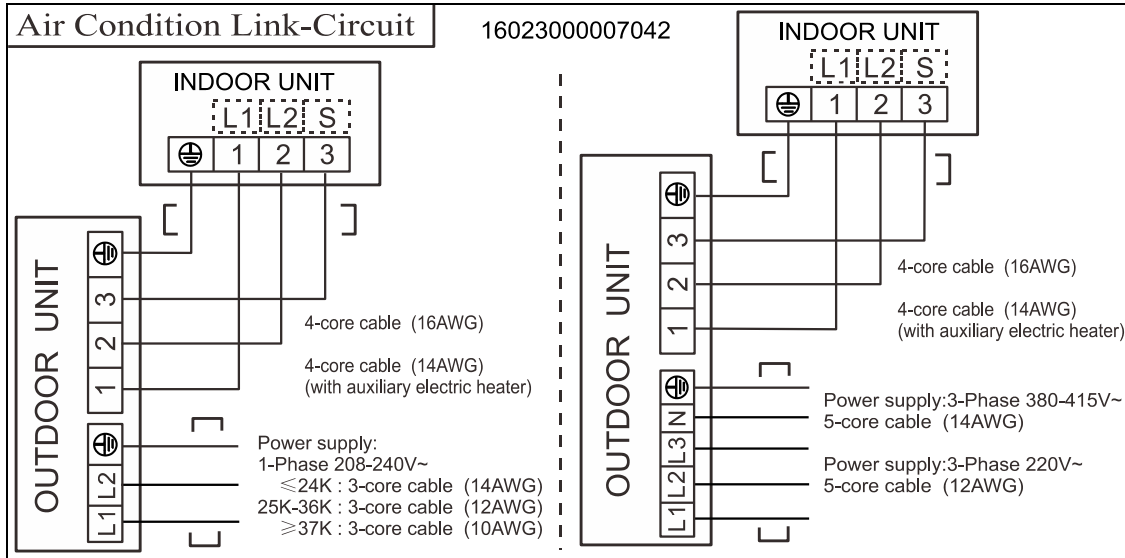 Air Condition Link-Circuit
16023000007042
INDOOR UNIT
L1 L2 S
1 2 3
OUTDOOR UNIT
3
2
1
L2
L1
4-core cable (16AWG)
4-core cable (14AWG)
(with auxiliary electric heater)
Power supply:
1-Phase 208-240V~
≤24K : 3-core cable (14AWG)
25K-36K : 3-core cable (12AWG)
≥37K : 3-core cable (10AWG)
INDOOR UNIT
L1 L2 S
1 2 3
OUTDOOR UNIT
3
2
1
N
L3
L2
L1
4-core cable (16AWG)
4-core cable (14AWG)
(with auxiliary electric heater)
Power supply:3-Phase 380-415V~
5-core cable (14AWG)
Power supply:3-Phase 220V~
5-core cable (12AWG)